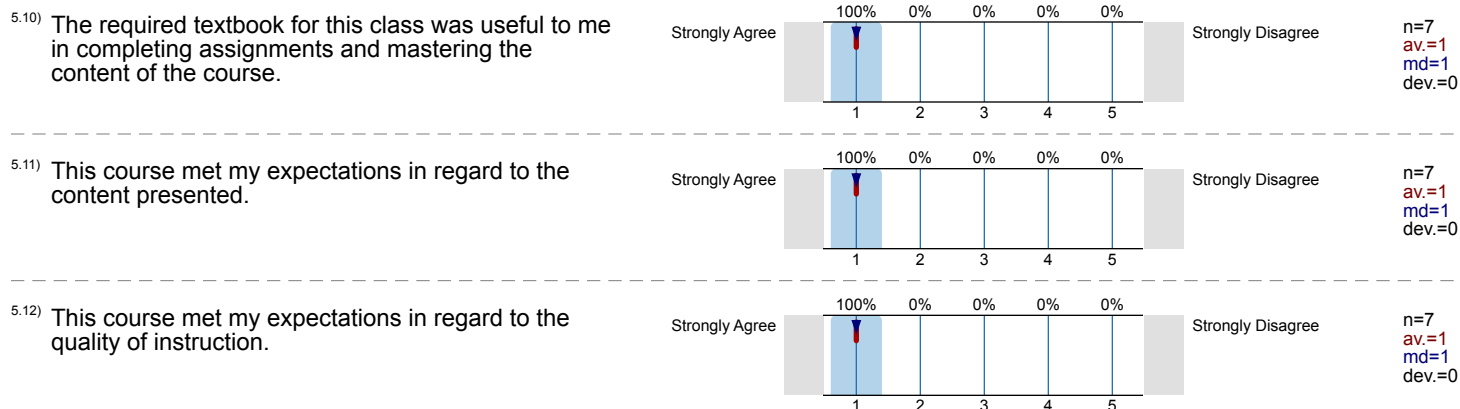 5.10) The required textbook for this class was useful to me
in completing assignments and mastering the
content of the course.
Strongly Agree
100% 0% 0% 0% 0%
1 2 3 4 5
Strongly Disagree
n=7
av.=1
md=1
dev.=0
5.11) This course met my expectations in regard to the
content presented.
Strongly Agree
100% 0% 0% 0% 0%
1 2 3 4 5
Strongly Disagree
n=7
av.=1
md=1
dev.=0
5.12) This course met my expectations in regard to the
quality of instruction.
Strongly Agree
100% 0% 0% 0% 0%
1 2 3 4 5
Strongly Disagree
n=7
av.=1
md=1
dev.=0